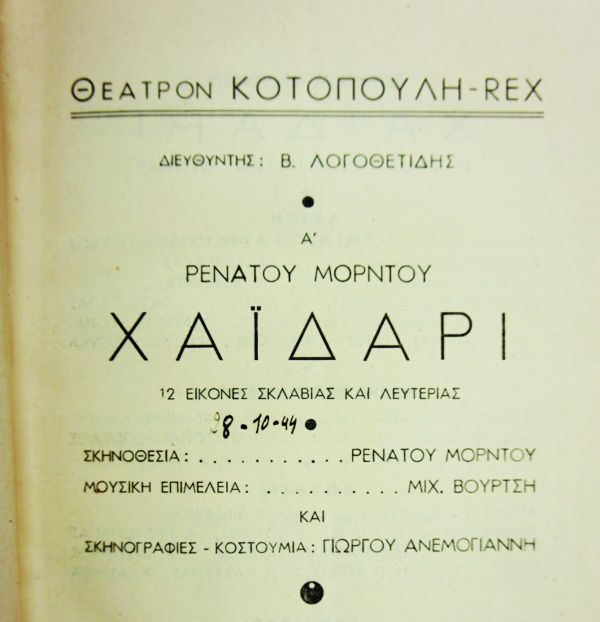 ΘΕΑΤΡΟΝ ΚΟΤΟΠΟΥΛΗ-REX
ΔΙΕΥΘΥΝΤΗΣ: Β. ΛΟΓΟΘΕΤΙΔΗΣ
Α'
ΡΕΝΑΤΟΥ ΜΟΡΝΤΟΥ
ΧΑΪΔΑΡΙ
12 ΕΙΚΟΝΕΣ ΣΚΛΑΒΙΑΣ ΚΑΙ ΛΕΥΤΕΡΙΑΣ
28-10-44
ΣΚΗΝΟΘΕΣΙΑ: . . . . . . . . . . . ΡΕΝΑΤΟΥ ΜΟΡΝΤΟΥ
ΜΟΥΣΙΚΗ ΕΠΙΜΕΛΕΙΑ: . . . . . . . . . . ΜΙΧ. ΒΟΥΡΤΣΗ
ΚΑΙ
ΣΚΗΝΟΓΡΑΦΙΕΣ - ΚΟΣΤΟΥΜΙΑ: ΓΙΩΡΓΟΥ ΑΝΕΜΟΓΙΑΝΝΗ